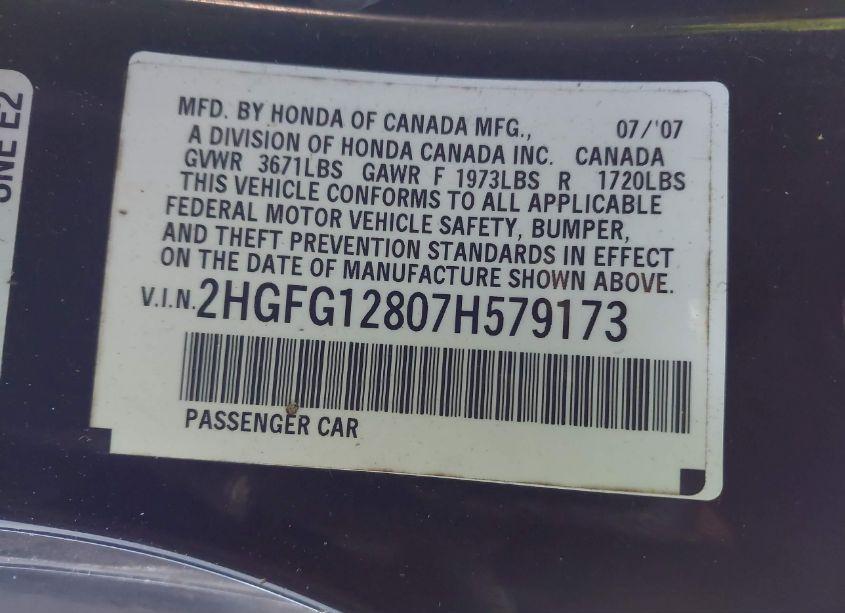 MFD. BY HONDA OF CANADA MFG., 07/'07
A DIVISION OF HONDA CANADA INC. CANADA
GVWR 3671LBS GAWR F 1973LBS R 1720LBS
THIS VEHICLE CONFORMS TO ALL APPLICABLE
FEDERAL MOTOR VEHICLE SAFETY, BUMPER,
AND THEFT PREVENTION STANDARDS IN EFFECT
ON THE DATE OF MANUFACTURE SHOWN ABOVE.
V.I.N. 2HGFG12807H579173
PASSENGER CAR
ONE E2